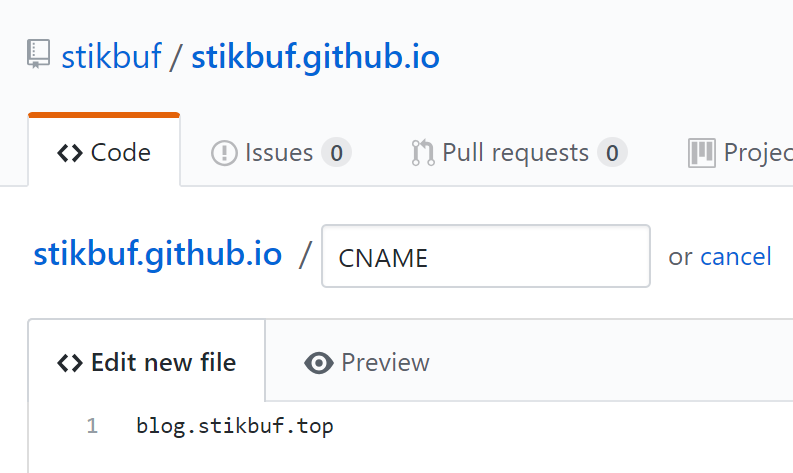 stikbuf / stikbuf.github.io
<> Code Issues 0 Pull requests 0
stikbuf.github.io / CNAME or cancel
<> Edit new file Preview
1 blog.stikbuf.top